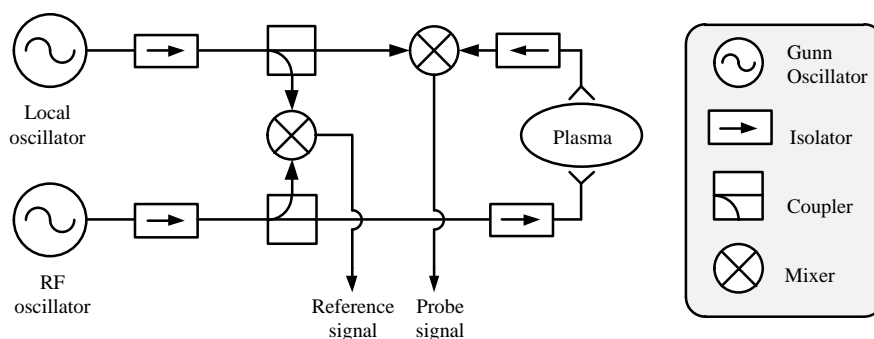 Local
oscillator
RF
oscillator
Plasma
Reference
signal
Probe
signal
Gunn
Oscillator
Isolator
Coupler
Mixer